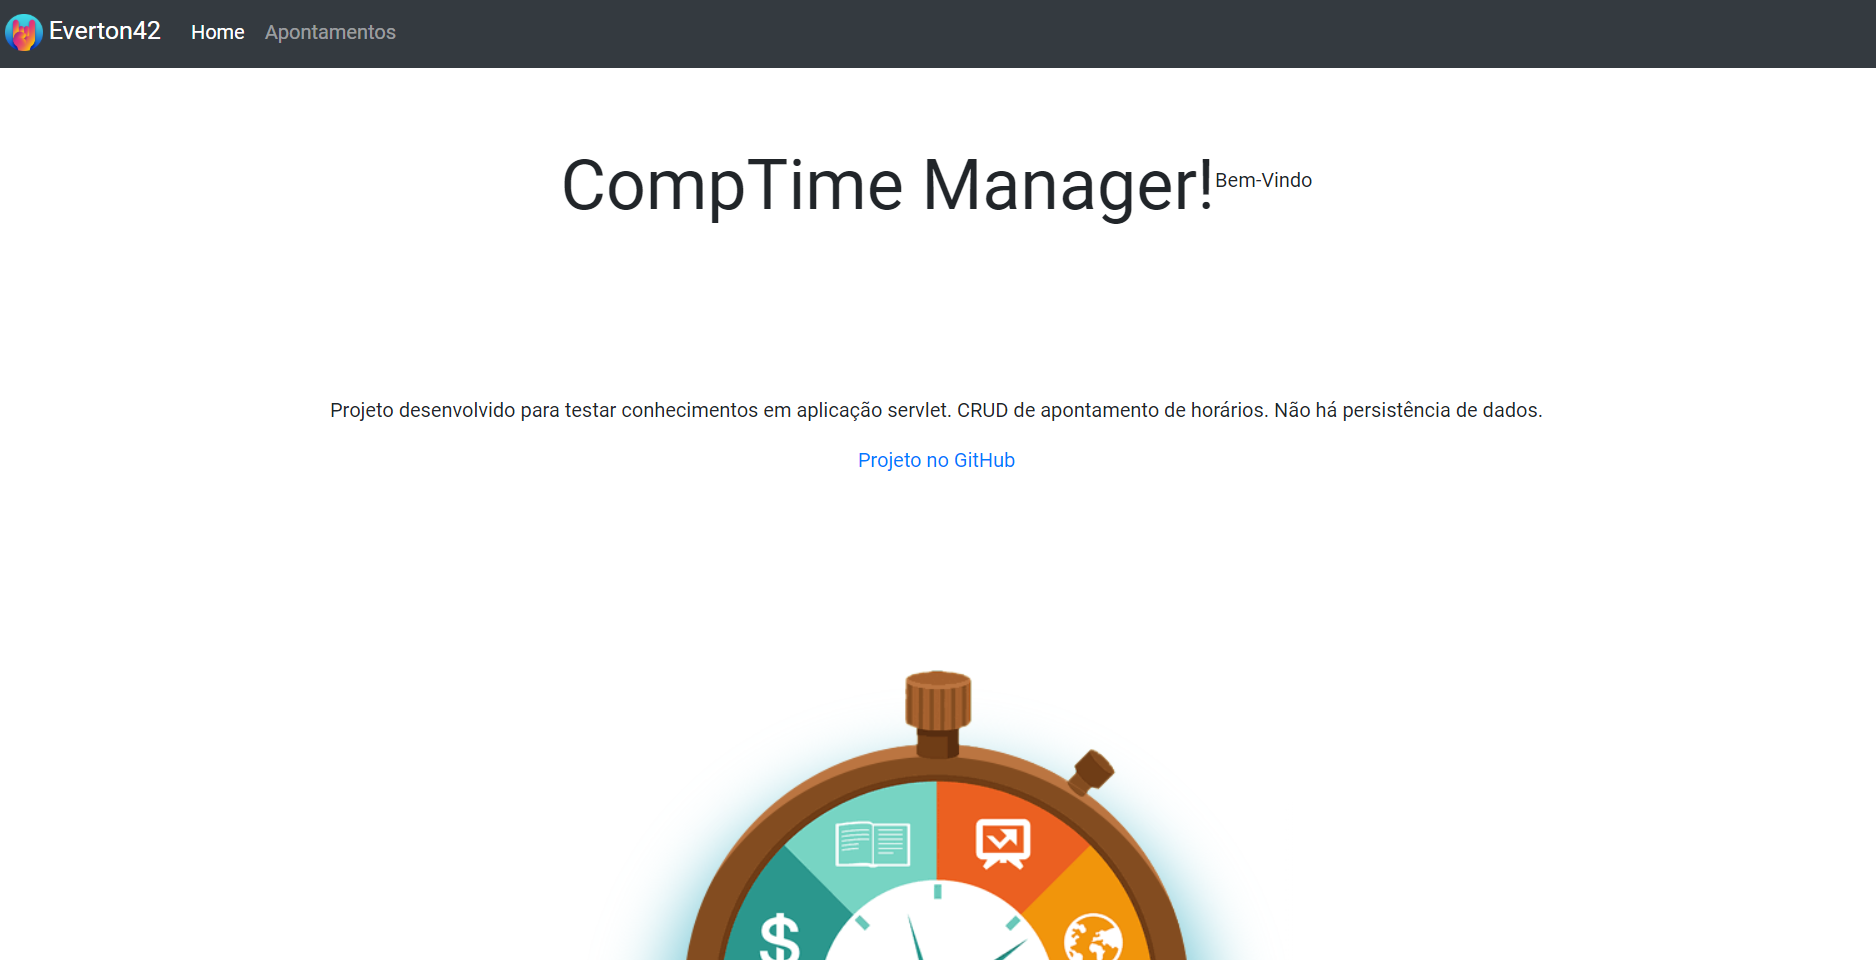 Everton42 Home Apontamentos
CompTime Manager! Bem-Vindo
Projeto desenvolvido para testar conhecimentos em aplicação servlet. CRUD de apontamento de horários. Não há persistência de dados.
Projeto no GitHub
$